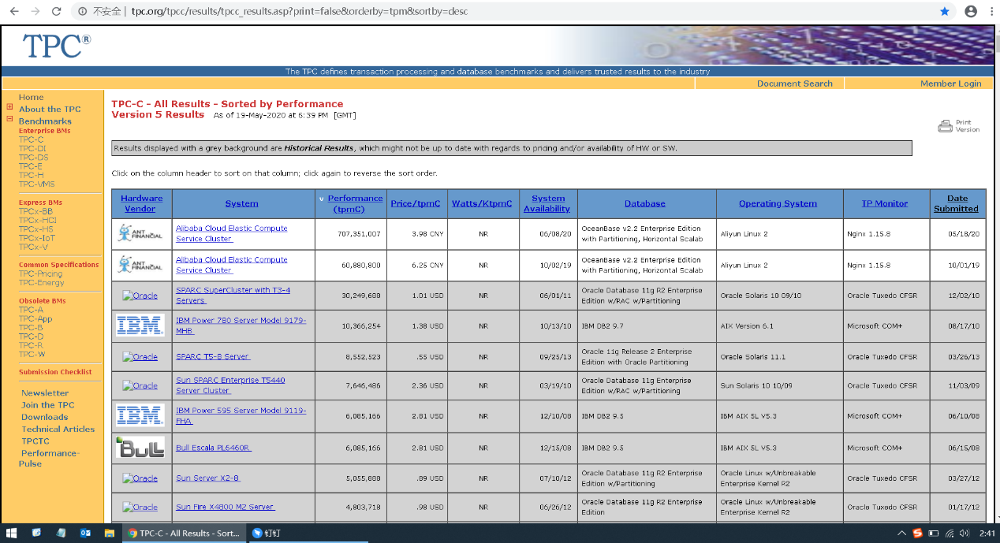 不安全 | tpc.org/tpcc/results/tpcc_results.asp?print=false&orderby=tpm&sortby=desc
TPC®
The TPC defines transaction processing and database benchmarks and delivers trusted results to the industry
Document Search
Member Login
Home
About the TPC
Benchmarks
Enterprise BMs
TPC-C
TPC-DI
TPC-DS
TPC-E
TPC-H
TPC-VMS
Express BMs
TPCx-BB
TPCx-HCI
TPCx-HS
TPCx-IoT
TPCx-V
Common Specifications
TPC-Pricing
TPC-Energy
Obsolete BMs
TPC-A
TPC-App
TPC-B
TPC-D
TPC-R
TPC-W
Submission Checklist
Newsletter
Join the TPC
Downloads
Technical Articles
TPCTC
Performance-
Pulse
TPC-C - All Results - Sorted by Performance
Version 5 Results As of 19-May-2020 at 6:39 PM [GMT]
Print
Version
Results displayed with a grey background are Historical Results, which might not be up to date with regards to pricing and/or availability of HW or SW.
Click on the column header to sort on that column; click again to reverse the sort order.
Hardware Vendor System Performance (tpmC) Price/tpmC Watts/KtpmC System Availability Database Operating System TP Monitor Date Submitted
ANT FINANCIAL Alibaba Cloud Elastic Compute Service Cluster 707,351,007 3.98 CNY NR 06/08/20 OceanBase v2.2 Enterprise Edition with Partitioning, Horizontal Scalab Aliyun Linux 2 Nginx 1.15.8 05/18/20
ANT FINANCIAL Alibaba Cloud Elastic Compute Service Cluster 60,880,800 6.25 CNY NR 10/02/19 OceanBase v2.2 Enterprise Edition with Partitioning, Horizontal Scalab Aliyun Linux 2 Nginx 1.15.8 10/01/19
Oracle SPARC SuperCluster with T3-4 Servers 30,249,688 1.01 USD NR 06/01/11 Oracle Database 11g R2 Enterprise Edition w/RAC w/Partitioning Oracle Solaris 10 09/10 Oracle Tuxedo CFSR 12/02/10
IBM IBM Power 780 Server Model 9179-MHB 10,366,254 1.38 USD NR 10/13/10 IBM DB2 9.7 AIX Version 6.1 Microsoft COM+ 08/17/10
Oracle SPARC T5-8 Server 8,552,523 .55 USD NR 09/25/13 Oracle 11g Release 2 Enterprise Edition with Oracle Partitioning Oracle Solaris 11.1 Oracle Tuxedo CFSR 03/26/13
Oracle Sun SPARC Enterprise T5440 Server Cluster 7,646,486 2.36 USD NR 03/19/10 Oracle Database 11g R2 Enterprise Edition w/RAC w/Partitioning Sun Solaris 10 10/09 Oracle Tuxedo CFSR 11/03/09
IBM IBM Power 595 Server Model 9119-FHA 6,085,166 2.81 USD NR 12/10/08 IBM DB2 9.5 IBM AIX 5L V5.3 Microsoft COM+ 06/10/08
Bull Bull Escala PL6460R 6,085,166 2.81 USD NR 12/15/08 IBM DB2 9.5 IBM AIX 5L V5.3 Microsoft COM+ 06/15/08
Oracle Sun Server X2-8 5,055,888 .89 USD NR 07/10/12 Oracle Database 11g R2 Enterprise Edition w/Partitioning Oracle Linux w/Unbreakable Enterprise Kernel R2 Oracle Tuxedo CFSR 03/27/12
Oracle Sun Fire X4800 M2 Server 4,803,718 .98 USD NR 06/26/12 Oracle Database 11g R2 Enterprise Edition Oracle Linux w/Unbreakable Enterprise Kernel R2 Oracle Tuxedo CFSR 01/17/12
TPC-C - All Results - Sort...
钉钉
2:41